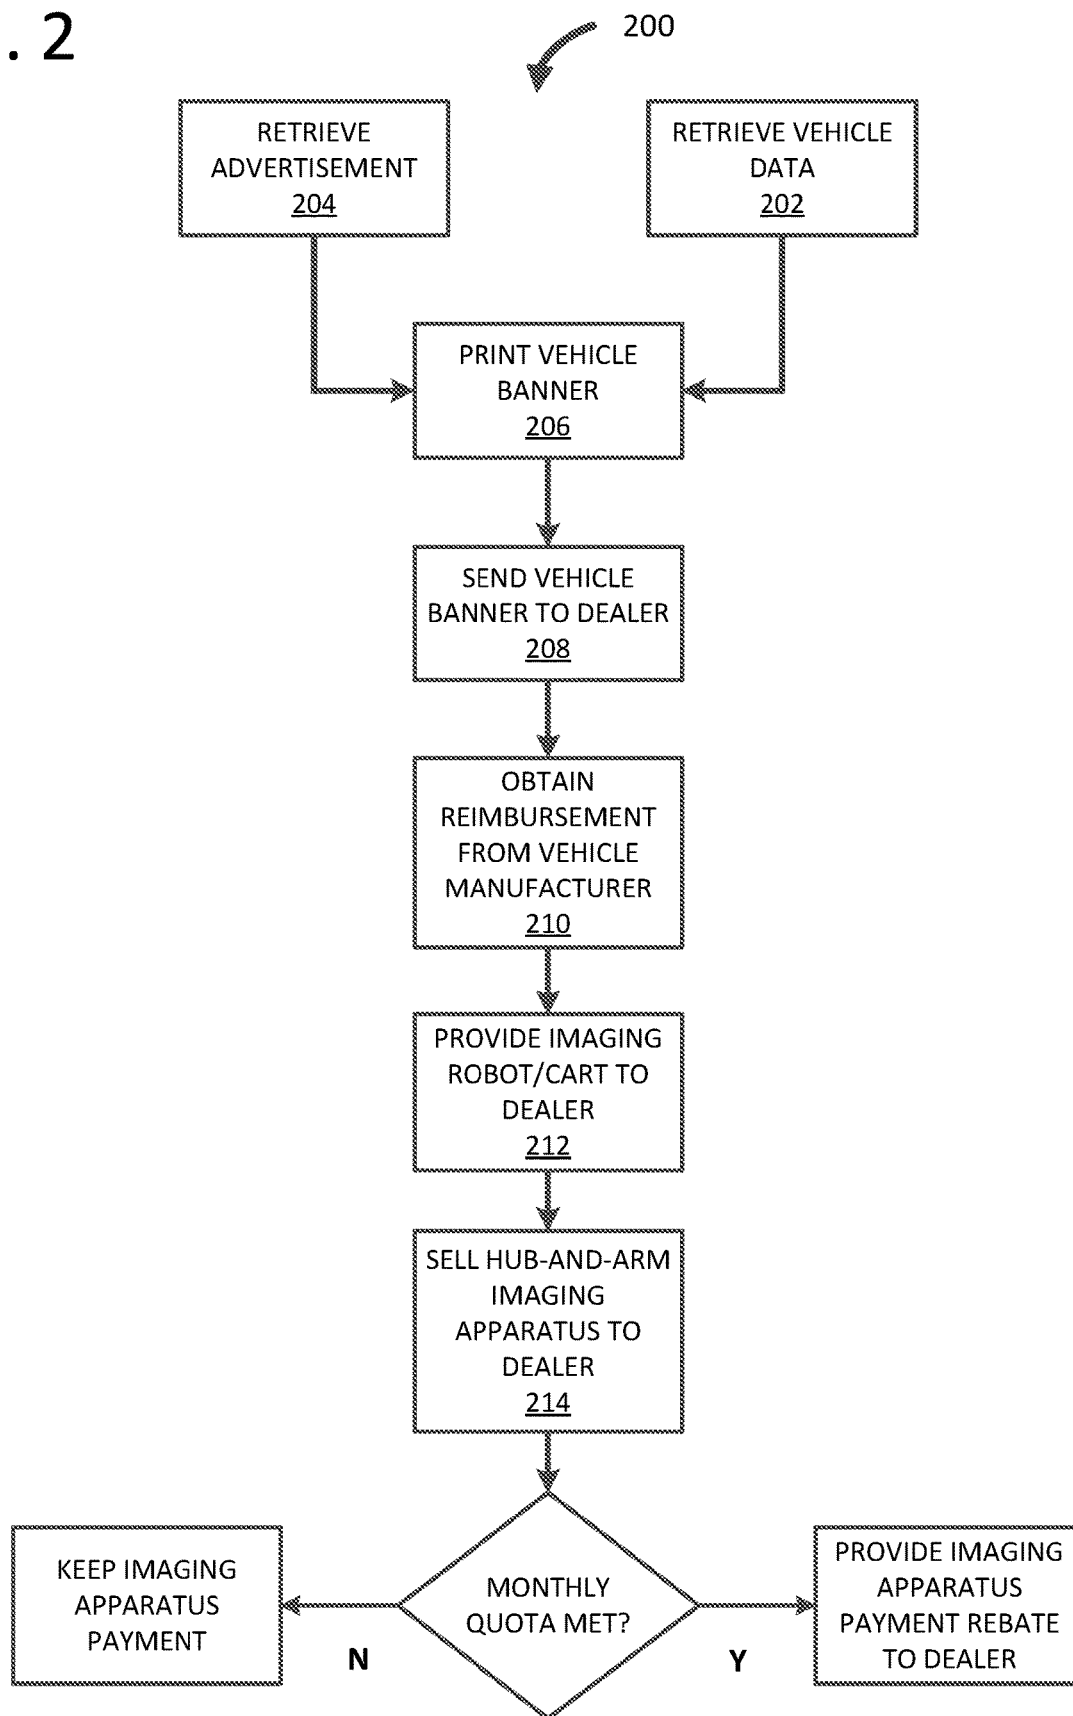 . 2
200
RETRIEVE
ADVERTISEMENT
204
RETRIEVE VEHICLE
DATA
202
PRINT VEHICLE
BANNER
206
SEND VEHICLE
BANNER TO DEALER
208
OBTAIN
REIMBURSEMENT
FROM VEHICLE
MANUFACTURER
210
PROVIDE IMAGING
ROBOT/CART TO
DEALER
212
SELL HUB-AND-ARM
IMAGING
APPARATUS TO
DEALER
214
KEEP IMAGING
APPARATUS
PAYMENT
N
MONTHLY
QUOTA MET?
Y
PROVIDE IMAGING
APPARATUS
PAYMENT REBATE
TO DEALER